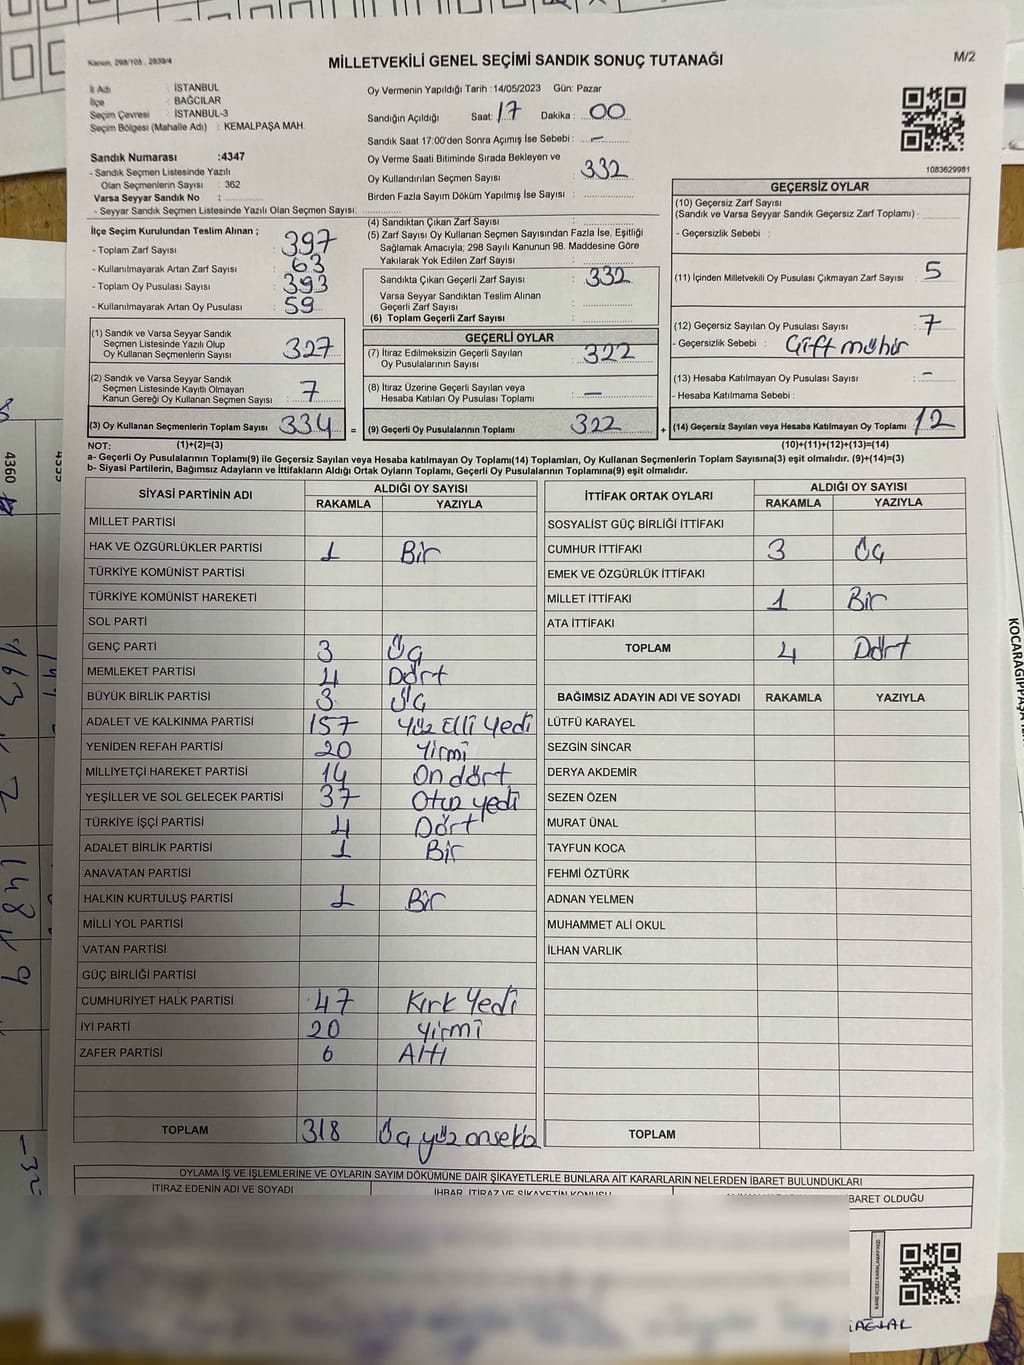 Kanun, 298/105 , 2839/4
MİLLETVEKİLİ GENEL SEÇİMİ SANDIK SONUÇ TUTANAĞI
M/2
İl Adı : İSTANBUL
İlçe : BAĞCILAR
Seçim Çevresi : İSTANBUL-3
Seçim Bölgesi (Mahalle Adı) : KEMALPAŞA MAH.
Sandık Numarası :4347
- Sandık Seçmen Listesinde Yazılı
Olan Seçmenlerin Sayısı : 362
Varsa Seyyar Sandık No :
- Seyyar Sandık Seçmen Listesinde Yazılı Olan Seçmen Sayısı:
Oy Vermenin Yapıldığı Tarih :14/05/2023 Gün: Pazar
Sandığın Açıldığı Saat: 17 Dakika : 00
Sandık Saat 17:00'den Sonra Açımış İse Sebebi : -
Oy Verme Saati Bitiminde Sırada Bekleyen ve
Oy Kullandırılan Seçmen Sayısı : 332
Birden Fazla Sayım Döküm Yapılmış İse Sayısı :
1083629981
İlçe Seçim Kurulundan Teslim Alınan ;
- Toplam Zarf Sayısı : 397
- Kullanılmayarak Artan Zarf Sayısı : 63
- Toplam Oy Pusulası Sayısı : 393
- Kullanılmayarak Artan Oy Pusulası : 59
(1) Sandık ve Varsa Seyyar Sandık
Seçmen Listesinde Yazılı Olup
Oy Kullanan Seçmenlerin Sayısı : 327
(2) Sandık ve Varsa Seyyar Sandık
Seçmen Listesinde Kayıtlı Olmayan
Kanun Gereği Oy Kullanan Seçmen Sayısı : 7
(3) Oy Kullanan Seçmenlerin Toplam Sayısı : 334 =
(4) Sandıktan Çıkan Zarf Sayısı :
(5) Zarf Sayısı Oy Kullanan Seçmen Sayısından Fazla İse, Eşitliği
Sağlamak Amacıyla; 298 Sayılı Kanunun 98. Maddesine Göre
Yakılarak Yok Edilen Zarf Sayısı :
Sandıkta Çıkan Geçerli Zarf Sayısı : 332
Varsa Seyyar Sandıktan Teslim Alınan
Geçerli Zarf Sayısı :
(6) Toplam Geçerli Zarf Sayısı :
GEÇERLİ OYLAR
(7) İtiraz Edilmeksizin Geçerli Sayılan
Oy Pusulalarının Sayısı : 322
(8) İtiraz Üzerine Geçerli Sayılan veya
Hesaba Katılan Oy Pusulası Toplamı : -
(9) Geçerli Oy Pusulalarının Toplamı : 322 +
GEÇERSİZ OYLAR
(10) Geçersiz Zarf Sayısı
(Sandık ve Varsa Seyyar Sandık Geçersiz Zarf Toplamı) :
- Geçersizlik Sebebi :
(11) İçinden Milletvekili Oy Pusulası Çıkmayan Zarf Sayısı : 5
(12) Geçersiz Sayılan Oy Pusulası Sayısı : 7
- Geçersizlik Sebebi : Çift mühür
(13) Hesaba Katılmayan Oy Pusulası Sayısı : -
- Hesaba Katılmama Sebebi :
(14) Geçersiz Sayılan veya Hesaba Katılmayan Oy Toplamı : 12
NOT: (1)+(2)=(3)
(10)+(11)+(12)+(13)=(14)
a- Geçerli Oy Pusulalarının Toplamı(9) ile Geçersiz Sayılan veya Hesaba katılmayan Oy Toplamı(14) Toplamları, Oy Kullanan Seçmenlerin Toplam Sayısına(3) eşit olmalıdır. (9)+(14)=(3)
b- Siyasi Partilerin, Bağımsız Adayların ve İttifakların Aldığı Ortak Oyların Toplamı, Geçerli Oy Pusulalarının Toplamına(9) eşit olmalıdır.
SİYASİ PARTİNİN ADI
ALDIĞI OY SAYISI
RAKAMLA YAZIYLA
MİLLET PARTİSİ
HAK VE ÖZGÜRLÜKLER PARTİSİ 1 Bir
TÜRKİYE KOMÜNİST PARTİSİ
TÜRKİYE KOMÜNİST HAREKETİ
SOL PARTİ
GENÇ PARTİ 3 Üç
MEMLEKET PARTİSİ 4 Dört
BÜYÜK BİRLİK PARTİSİ 3 Üç
ADALET VE KALKINMA PARTİSİ 157 Yüz Elli Yedi
YENİDEN REFAH PARTİSİ 20 Yirmi
MİLLİYETÇİ HAREKET PARTİSİ 14 On dört
YEŞİLLER VE SOL GELECEK PARTİSİ 37 Otuz yedi
TÜRKİYE İŞÇİ PARTİSİ 4 Dört
ADALET BİRLİK PARTİSİ 1 Bir
ANAVATAN PARTİSİ
HALKIN KURTULUŞ PARTİSİ 1 Bir
MİLLİ YOL PARTİSİ
VATAN PARTİSİ
GÜÇ BİRLİĞİ PARTİSİ
CUMHURİYET HALK PARTİSİ 47 Kırk Yedi
İYİ PARTİ 20 Yirmi
ZAFER PARTİSİ 6 Altı
TOPLAM 318 Üç yüz onsekiz
İTTİFAK ORTAK OYLARI
ALDIĞI OY SAYISI
RAKAMLA YAZIYLA
SOSYALİST GÜÇ BİRLİĞİ İTTİFAKI
CUMHUR İTTİFAKI 3 Üç
EMEK VE ÖZGÜRLÜK İTTİFAKI
MİLLET İTTİFAKI 1 Bir
ATA İTTİFAKI
TOPLAM 4 Dört
BAĞIMSIZ ADAYIN ADI VE SOYADI RAKAMLA YAZIYLA
LÜTFÜ KARAYEL
SEZGİN SİNCAR
DERYA AKDEMİR
SEZEN ÖZEN
MURAT ÜNAL
TAYFUN KOCA
FEHMİ ÖZTÜRK
ADNAN YELMEN
MUHAMMET ALİ OKUL
İLHAN VARLIK
TOPLAM
OYLAMA İŞ VE İŞLEMLERİNE VE OYLARIN SAYIM DÖKÜMÜNE DAİR ŞİKAYETLERLE BUNLARA AİT KARARLARIN NELERDEN İBARET BULUNDUKLARI
İTİRAZ EDENİN ADI VE SOYADI
İHBAR, İTİRAZ VE ŞİKAYETİN KONUSU
İBARET OLDUĞU
KARE KODU KARALAMAYINIZ!
4360
163
148